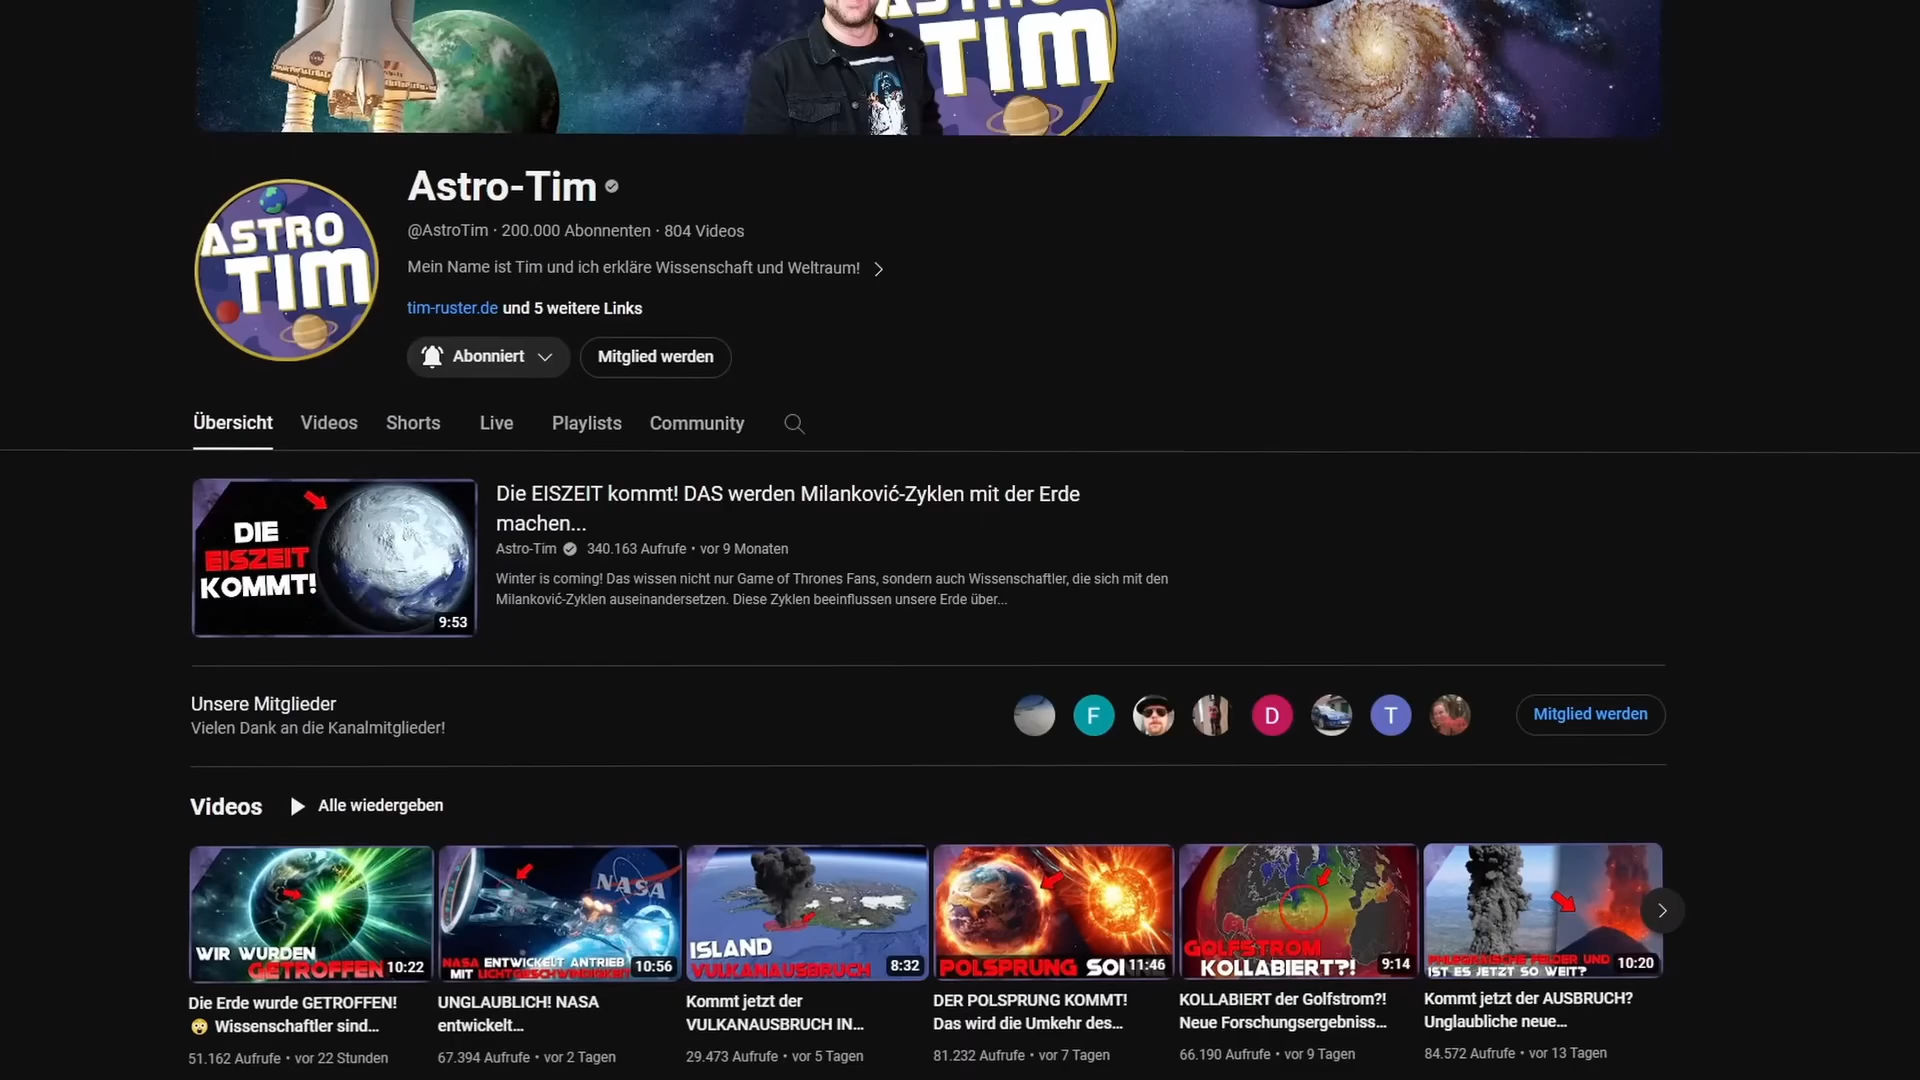 ASTRO
TIM
ASTRO
TIM
Astro-Tim
@AstroTim · 200.000 Abonnenten · 804 Videos
Mein Name ist Tim und ich erkläre Wissenschaft und Weltraum!
tim-ruster.de und 5 weitere Links
Abonniert
Mitglied werden
Übersicht Videos Shorts Live Playlists Community
DIE
EISZEIT
KOMMT!
9:53
Die EISZEIT kommt! DAS werden Milanković-Zyklen mit der Erde
machen...
Astro-Tim 340.163 Aufrufe • vor 9 Monaten
Winter is coming! Das wissen nicht nur Game of Thrones Fans, sondern auch Wissenschaftler, die sich mit den
Milanković-Zyklen auseinandersetzen. Diese Zyklen beeinflussen unsere Erde über...
Unsere Mitglieder
Vielen Dank an die Kanalmitglieder!
F
D
T
Mitglied werden
Videos
Alle wiedergeben
WIR WURDEN
GETROFFEN
10:22
Die Erde wurde GETROFFEN!
😲 Wissenschaftler sind...
51.162 Aufrufe • vor 22 Stunden
NASA
NASA ENTWICKELT ANTRIEB
MIT LICHTGESCHWINDIGKEIT
10:56
UNGLAUBLICH! NASA
entwickelt...
67.394 Aufrufe • vor 2 Tagen
ISLAND
VULKANAUSBRUCH
8:32
Kommt jetzt der
VULKANAUSBRUCH IN...
29.473 Aufrufe • vor 5 Tagen
POLSPRUNG
11:46
DER POLSPRUNG KOMMT!
Das wird die Umkehr des...
81.232 Aufrufe • vor 7 Tagen
GOLFSTROM
KOLLABIERT?!
9:14
KOLLABIERT der Golfstrom?!
Neue Forschungsergebniss...
66.190 Aufrufe • vor 9 Tagen
PHLEGRÄISCHE FELDER UND
IST ES JETZT SO WEIT?
10:20
Kommt jetzt der AUSBRUCH?
Unglaubliche neue...
84.572 Aufrufe • vor 13 Tagen